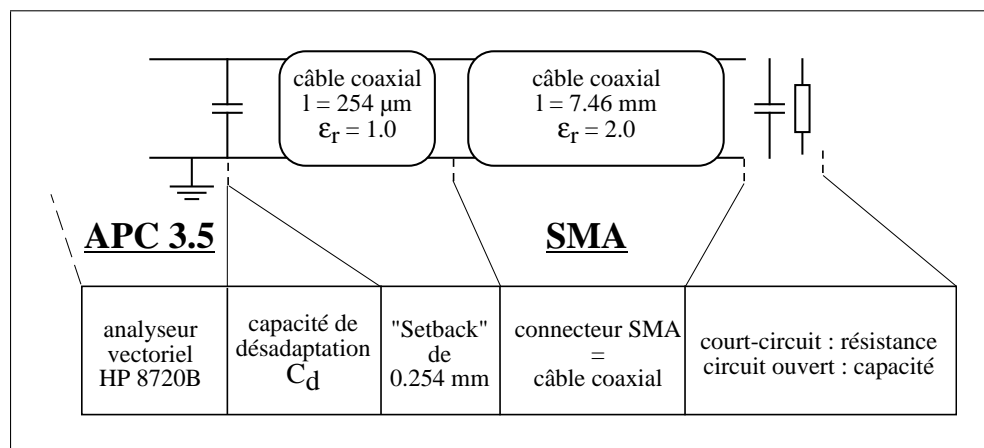 câble coaxial
l = 254 µm
εr = 1.0
câble coaxial
l = 7.46 mm
εr = 2.0
APC 3.5
SMA
analyseur
vectoriel
HP 8720B
capacité de
désadaptation
Cd
"Setback"
de
0.254 mm
connecteur SMA
=
câble coaxial
court-circuit : résistance
circuit ouvert : capacité